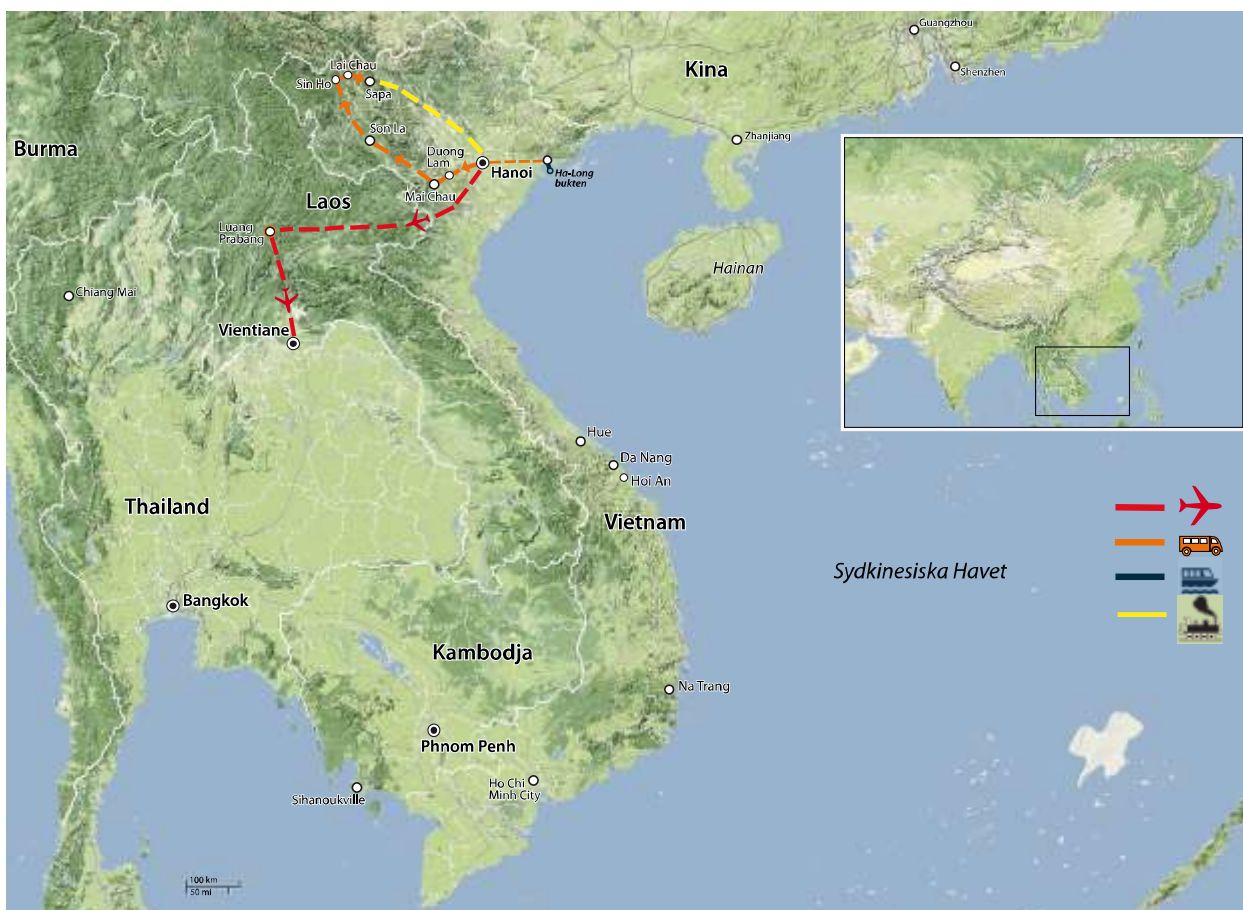 Guangzhou
Kina
Shenzhen
Lai Chau
Sin Ho
Sapa
Zhanjiang
Son La
Burma
Duong
Lam
Hanoi
Ha-Long
bukten
Mai Chau
Laos
Luang
Prabang
Hainan
Chiang Mai
Vientiane
Hue
Da Nang
Hoi An
Thailand
Vietnam
Sydkinesiska Havet
Bangkok
Kambodja
Na Trang
Phnom Penh
Ho Chi
Minh City
Sihanoukville
100 km
50 mi